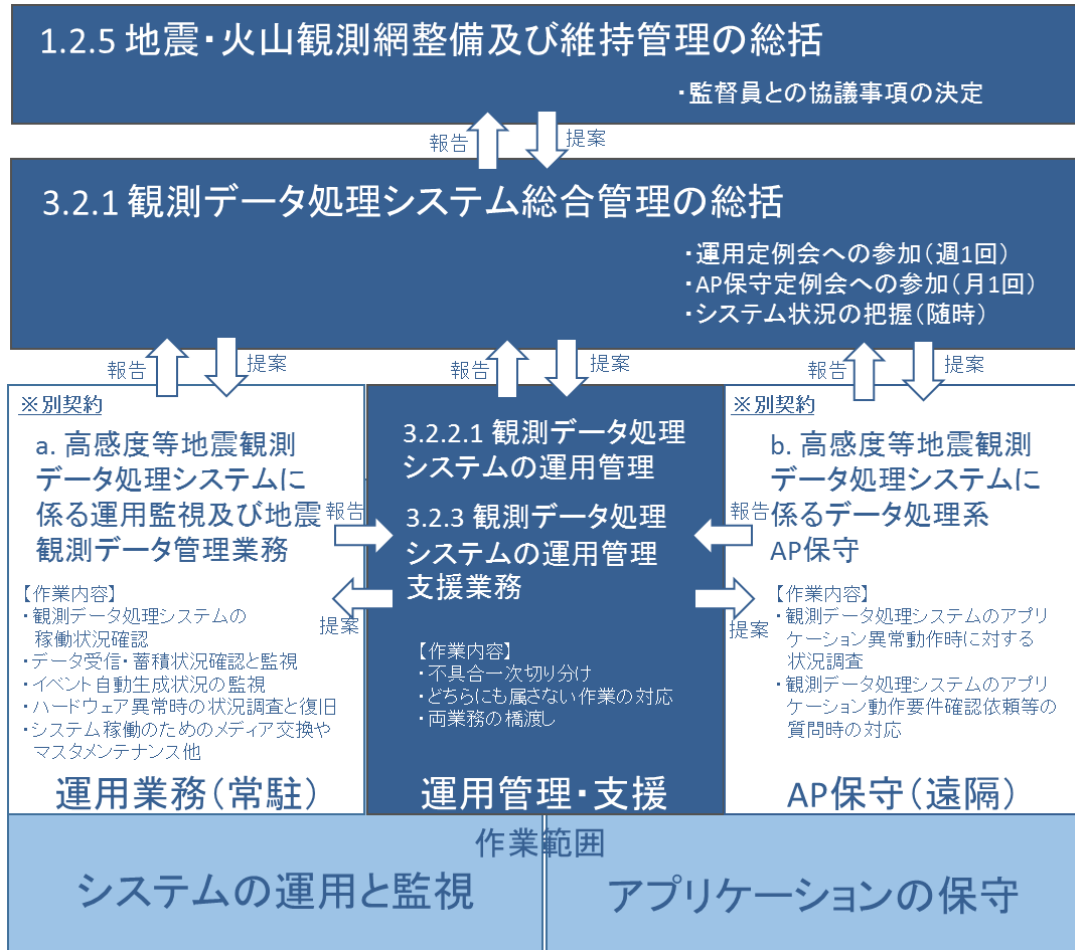 1.2.5 地震・火山観測網整備及び維持管理の総括
・監督員との協議事項の決定
報告
提案
3.2.1 観測データ処理システム総合管理の総括
・運用定例会への参加(週1回)
・AP保守定例会への参加(月1回)
・システム状況の把握(随時)
報告
提案
報告
提案
報告
提案
※別契約
a. 高感度等地震観測
データ処理システムに
係る運用監視及び地震
観測データ管理業務
【作業内容】
・観測データ処理システムの
稼働状況確認
・データ受信・蓄積状況確認と監視
・イベント自動生成状況の監視
・ハードウェア異常時の状況調査と復旧
・システム稼働のためのメディア交換や
マスタメンテナンス他
運用業務(常駐)
報告
提案
3.2.2.1 観測データ処理
システムの運用管理
3.2.3 観測データ処理
システムの運用管理
支援業務
【作業内容】
・不具合一次切り分け
・どちらにも属さない作業の対応
・両業務の橋渡し
運用管理・支援
報告
提案
※別契約
b. 高感度等地震観測
データ処理システムに
係るデータ処理系
AP保守
【作業内容】
・観測データ処理システムのアプリ
ケーション異常動作時に対する
状況調査
・観測データ処理システムのアプリ
ケーション動作要件確認依頼等の
質問時の対応
AP保守(遠隔)
作業範囲
システムの運用と監視
アプリケーションの保守